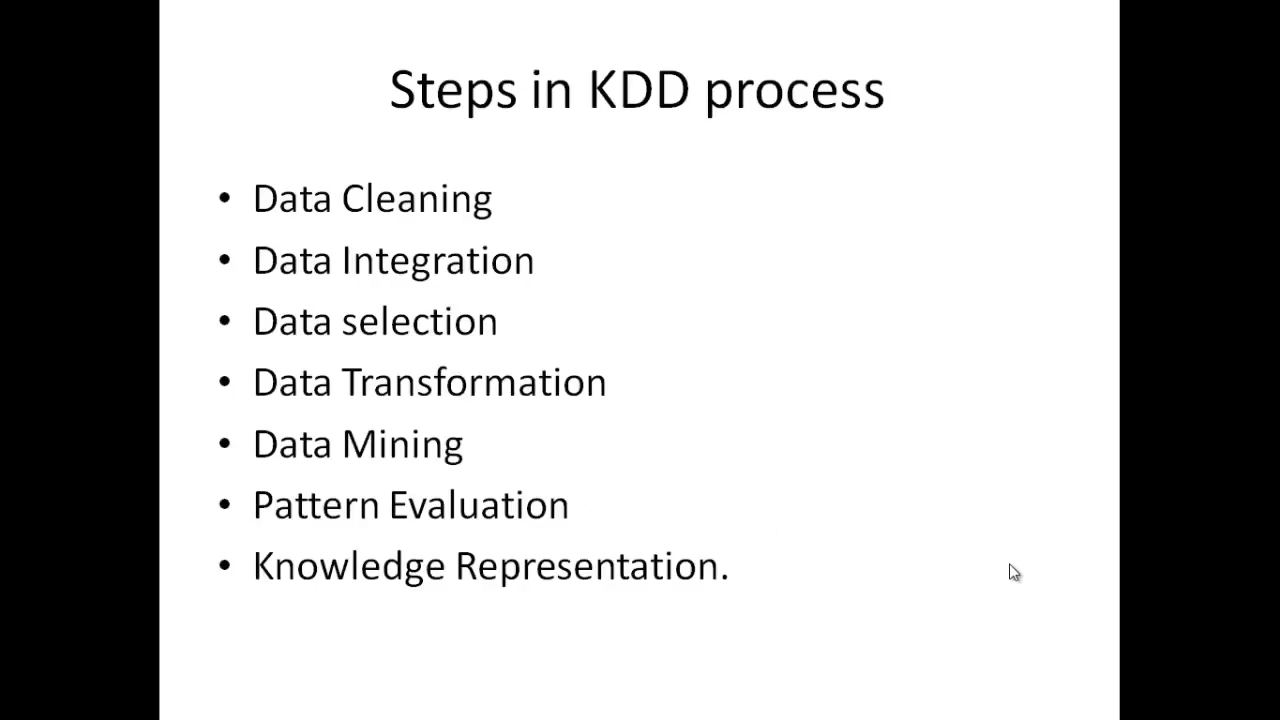 Steps in KDD process
• Data Cleaning
• Data Integration
• Data selection
• Data Transformation
• Data Mining
• Pattern Evaluation
• Knowledge Representation.